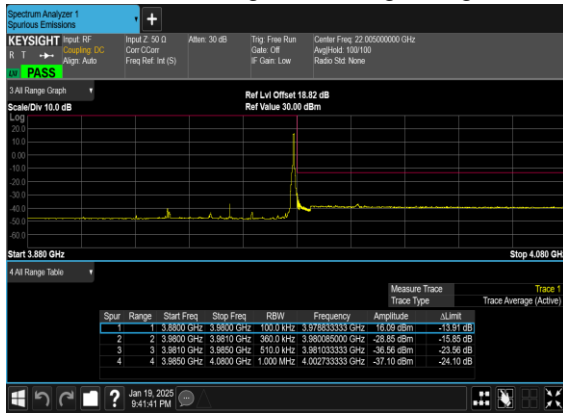 Spectrum Analyzer 1
Spurious Emissions
KEYSIGHT Input: RF
R T Coupling: DC
Align: Auto
Input Z: 50 Ω
Corr CCorr
Freq Ref: Int (S)
Atten: 30 dB
Trig: Free Run
Gate: Off
IF Gain: Low
Center Freq: 22.005000000 GHz
Avg|Hold: 100/100
Radio Std: None
PASS
3 All Range Graph
Scale/Div 10.0 dB
Ref Lvl Offset 18.82 dB
Ref Value 30.00 dBm
Log
20.0
10.0
0.00
-10.0
-20.0
-30.0
-40.0
-50.0
-60.0
Start 3.880 GHz
Stop 4.080 GH
4 All Range Table
Measure Trace Trace 1
Trace Type Trace Average (Active)
Spur Range Start Freq Stop Freq RBW Frequency Amplitude ΔLimit
1 1 3.8800 GHz 3.9800 GHz 100.0 kHz 3.978833333 GHz 16.09 dBm -13.91 dB
2 2 3.9800 GHz 3.9810 GHz 360.0 kHz 3.980085000 GHz -28.85 dBm -15.85 dB
3 3 3.9810 GHz 3.9850 GHz 510.0 kHz 3.981033333 GHz -36.56 dBm -23.56 dB
4 4 3.9850 GHz 4.0800 GHz 1.000 MHz 4.002733333 GHz -37.10 dBm -24.10 dB
Jan 19, 2025
9:41:41 PM